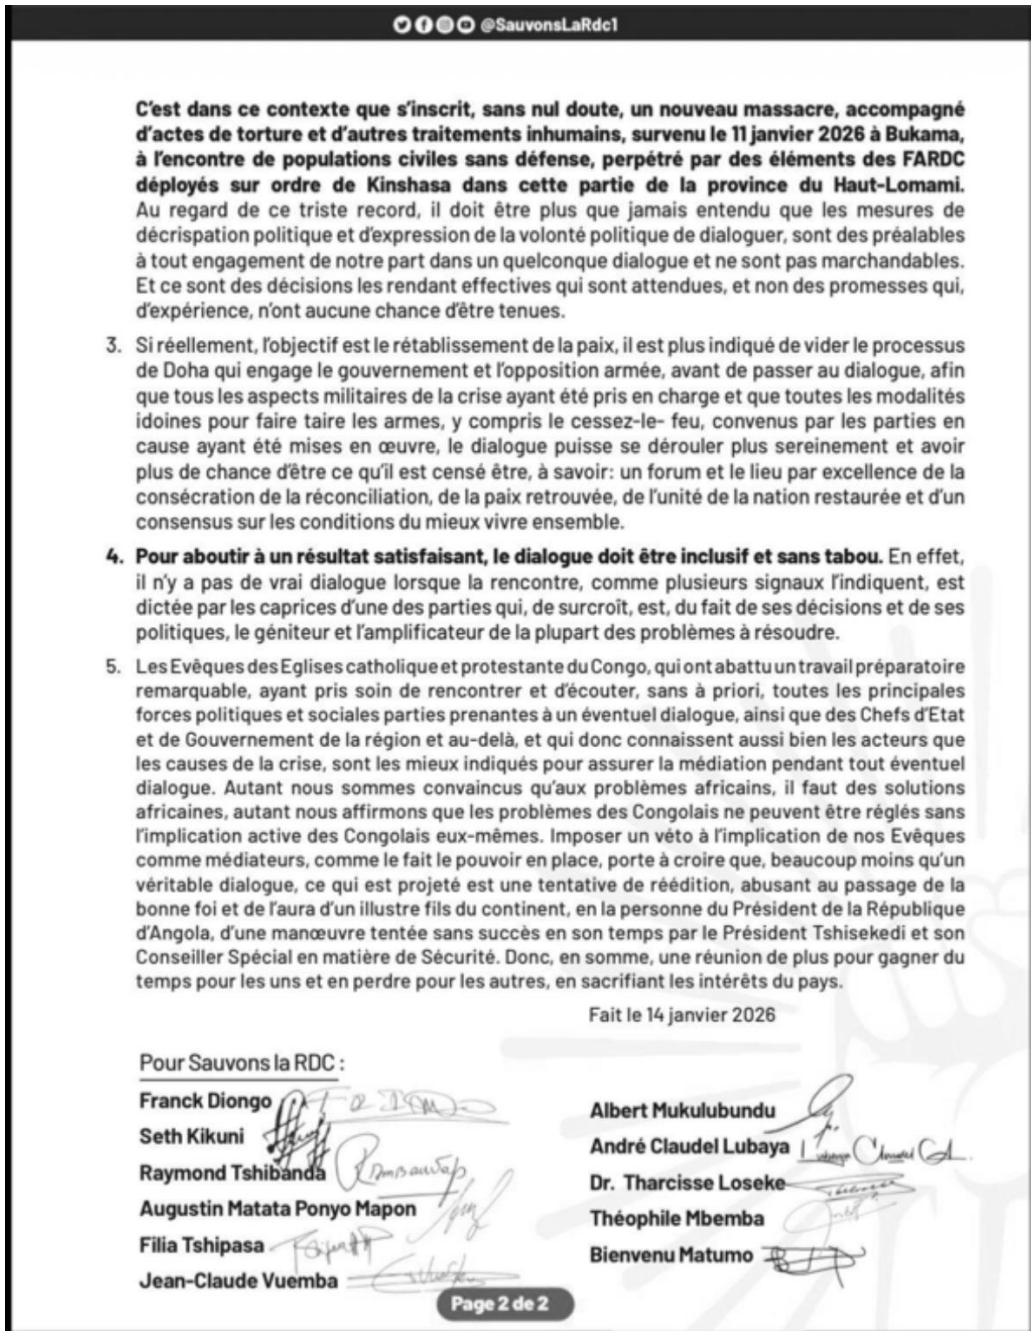 @SauvonsLaRdc1
C'est dans ce contexte que s'inscrit, sans nul doute, un nouveau massacre, accompagné
d'actes de torture et d'autres traitements inhumains, survenu le 11 janvier 2026 à Bukama,
à l'encontre de populations civiles sans défense, perpétré par des éléments des FARDC
déployés sur ordre de Kinshasa dans cette partie de la province du Haut-Lomami.
Au regard de ce triste record, il doit être plus que jamais entendu que les mesures de
décrispation politique et d'expression de la volonté politique de dialoguer, sont des préalables
à tout engagement de notre part dans un quelconque dialogue et ne sont pas marchandables.
Et ce sont des décisions les rendant effectives qui sont attendues, et non des promesses qui,
d'expérience, n'ont aucune chance d'être tenues.
3. Si réellement, l'objectif est le rétablissement de la paix, il est plus indiqué de vider le processus
de Doha qui engage le gouvernement et l'opposition armée, avant de passer au dialogue, afin
que tous les aspects militaires de la crise ayant été pris en charge et que toutes les modalités
idoines pour faire taire les armes, y compris le cessez-le- feu, convenus par les parties en
cause ayant été mises en œuvre, le dialogue puisse se dérouler plus sereinement et avoir
plus de chance d'être ce qu'il est censé être, à savoir: un forum et le lieu par excellence de la
consécration de la réconciliation, de la paix retrouvée, de l'unité de la nation restaurée et d'un
consensus sur les conditions du mieux vivre ensemble.
4. Pour aboutir à un résultat satisfaisant, le dialogue doit être inclusif et sans tabou. En effet,
il n'y a pas de vrai dialogue lorsque la rencontre, comme plusieurs signaux l'indiquent, est
dictée par les caprices d'une des parties qui, de surcroît, est, du fait de ses décisions et de ses
politiques, le géniteur et l'amplificateur de la plupart des problèmes à résoudre.
5. Les Evêques des Eglises catholique et protestante du Congo, qui ont abattu un travail préparatoire
remarquable, ayant pris soin de rencontrer et d'écouter, sans à priori, toutes les principales
forces politiques et sociales parties prenantes à un éventuel dialogue, ainsi que des Chefs d'Etat
et de Gouvernement de la région et au-delà, et qui donc connaissent aussi bien les acteurs que
les causes de la crise, sont les mieux indiqués pour assurer la médiation pendant tout éventuel
dialogue. Autant nous sommes convaincus qu'aux problèmes africains, il faut des solutions
africaines, autant nous affirmons que les problèmes des Congolais ne peuvent être réglés sans
l'implication active des Congolais eux-mêmes. Imposer un véto à l'implication de nos Evêques
comme médiateurs, comme le fait le pouvoir en place, porte à croire que, beaucoup moins qu'un
véritable dialogue, ce qui est projeté est une tentative de réédition, abusant au passage de la
bonne foi et de l'aura d'un illustre fils du continent, en la personne du Président de la République
d'Angola, d'une manœuvre tentée sans succès en son temps par le Président Tshisekedi et son
Conseiller Spécial en matière de Sécurité. Donc, en somme, une réunion de plus pour gagner du
temps pour les uns et en perdre pour les autres, en sacrifiant les intérêts du pays.
Fait le 14 janvier 2026
Pour Sauvons la RDC :
Franck Diongo
Seth Kikuni
Raymond Tshibanda
Augustin Matata Ponyo Mapon
Filia Tshipasa
Jean-Claude Vuemba
Albert Mukulubundu
André Claudel Lubaya
Dr. Tharcisse Loseke
Théophile Mbemba
Bienvenu Matumo
Page 2 de 2